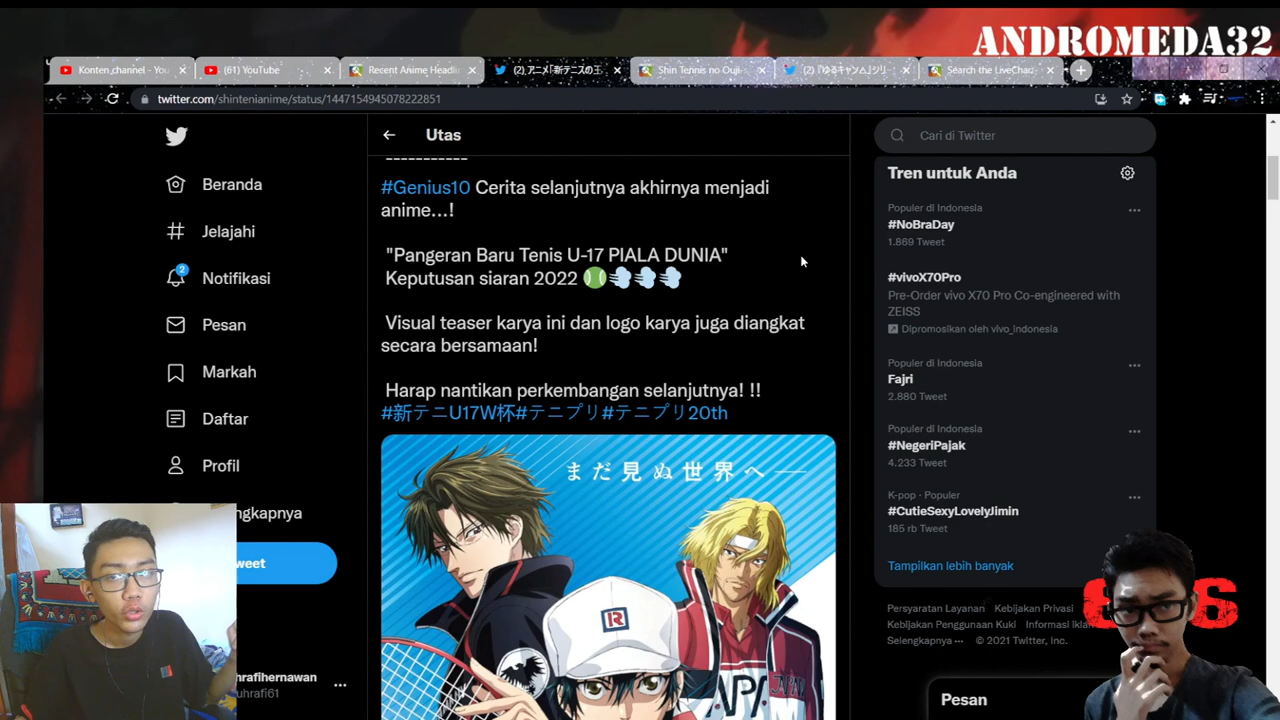 ANDROMEDA32
Konten channel - You
(61) YouTube
Recent Anime Headli
(2) アニメ「新テニスの王
Shin Tennis no Ouji-s
(2) 『ゆるキャン△』シリ
Search the LiveChart
twitter.com/shintenianime/status/1447154945078222851
Beranda
Jelajahi
2
Notifikasi
Pesan
Markah
Daftar
Profil
ngkapnya
weet
hrafihernawan
uhrafi61
Utas
-----------
#Genius10 Cerita selanjutnya akhirnya menjadi
anime...!
"Pangeran Baru Tenis U-17 PIALA DUNIA"
Keputusan siaran 2022
Visual teaser karya ini dan logo karya juga diangkat
secara bersamaan!
Harap nantikan perkembangan selanjutnya! !!
#新テニU17W杯#テニプリ#テニプリ20th
まだ見ぬ世界へ──
R
Cari di Twitter
Tren untuk Anda
Populer di Indonesia
#NoBraDay
1.869 Tweet
#vivoX70Pro
Pre-Order vivo X70 Pro Co-engineered with
ZEISS
Dipromosikan oleh vivo_indonesia
Populer di Indonesia
Fajri
2.880 Tweet
Populer di Indonesia
#NegeriPajak
4.233 Tweet
K-pop · Populer
#CutieSexyLovelyJimin
185 rb Tweet
Tampilkan lebih banyak
Persyaratan Layanan Kebijakan Privasi
Kebijakan Penggunaan Kuki Informasi Iklan
Selengkapnya ··· © 2021 Twitter, Inc.
Pesan